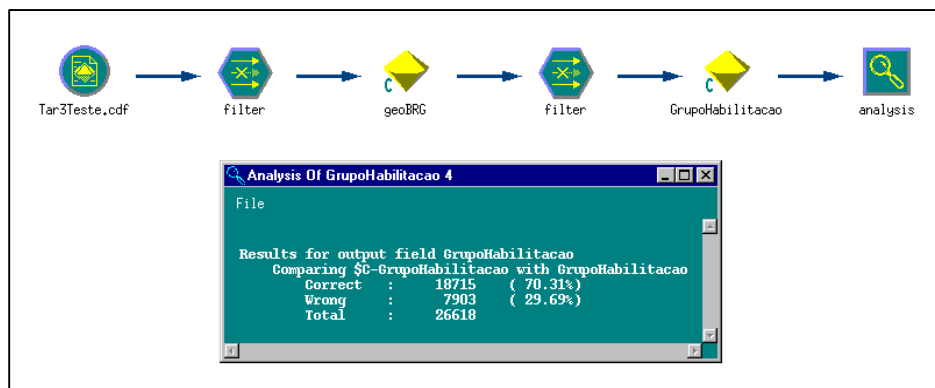 Tar3Teste.cdf filter geoBRG filter GrupoHabilitacao analysis
C C
Analysis Of GrupoHabilitacao 4
File
Results for output field GrupoHabilitacao
Comparing $C-GrupoHabilitacao with GrupoHabilitacao
Correct : 18715 ( 70.31%)
Wrong : 7903 ( 29.69%)
Total : 26618